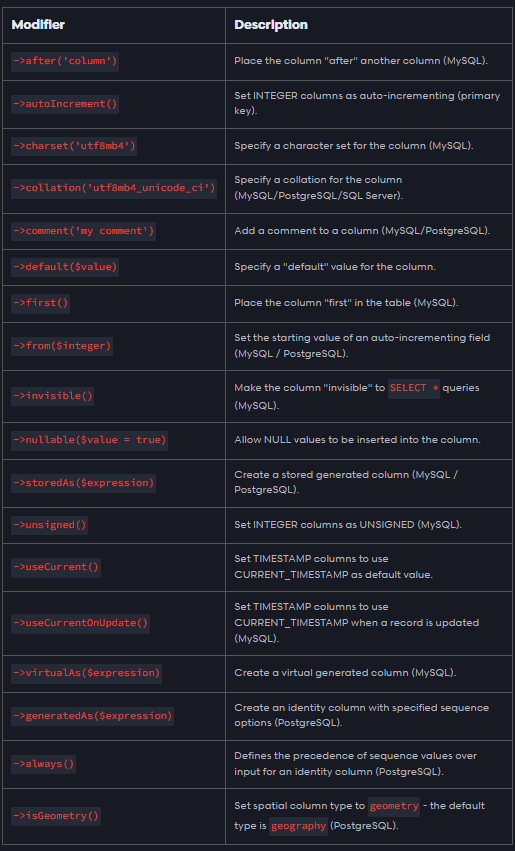 Modifier Description
->after('column') Place the column "after" another column (MySQL).
->autoIncrement() Set INTEGER columns as auto-incrementing (primary
key).
->charset('utf8mb4') Specify a character set for the column (MySQL).
->collation('utf8mb4_unicode_ci') Specify a collation for the column
(MySQL/PostgreSQL/SQL Server).
->comment('my comment') Add a comment to a column (MySQL/PostgreSQL).
->default($value) Specify a "default" value for the column.
->first() Place the column "first" in the table (MySQL).
->from($integer) Set the starting value of an auto-incrementing field
(MySQL / PostgreSQL).
->invisible() Make the column "invisible" to SELECT * queries
(MySQL).
->nullable($value = true) Allow NULL values to be inserted into the column.
->storedAs($expression) Create a stored generated column (MySQL /
PostgreSQL).
->unsigned() Set INTEGER columns as UNSIGNED (MySQL).
->useCurrent() Set TIMESTAMP columns to use
CURRENT_TIMESTAMP as default value.
->useCurrentOnUpdate() Set TIMESTAMP columns to use
CURRENT_TIMESTAMP when a record is updated
(MySQL).
->virtualAs($expression) Create a virtual generated column (MySQL).
->generatedAs($expression) Create an identity column with specified sequence
options (PostgreSQL).
->always() Defines the precedence of sequence values over
input for an identity column (PostgreSQL).
->isGeometry() Set spatial column type to geometry - the default
type is geography (PostgreSQL).